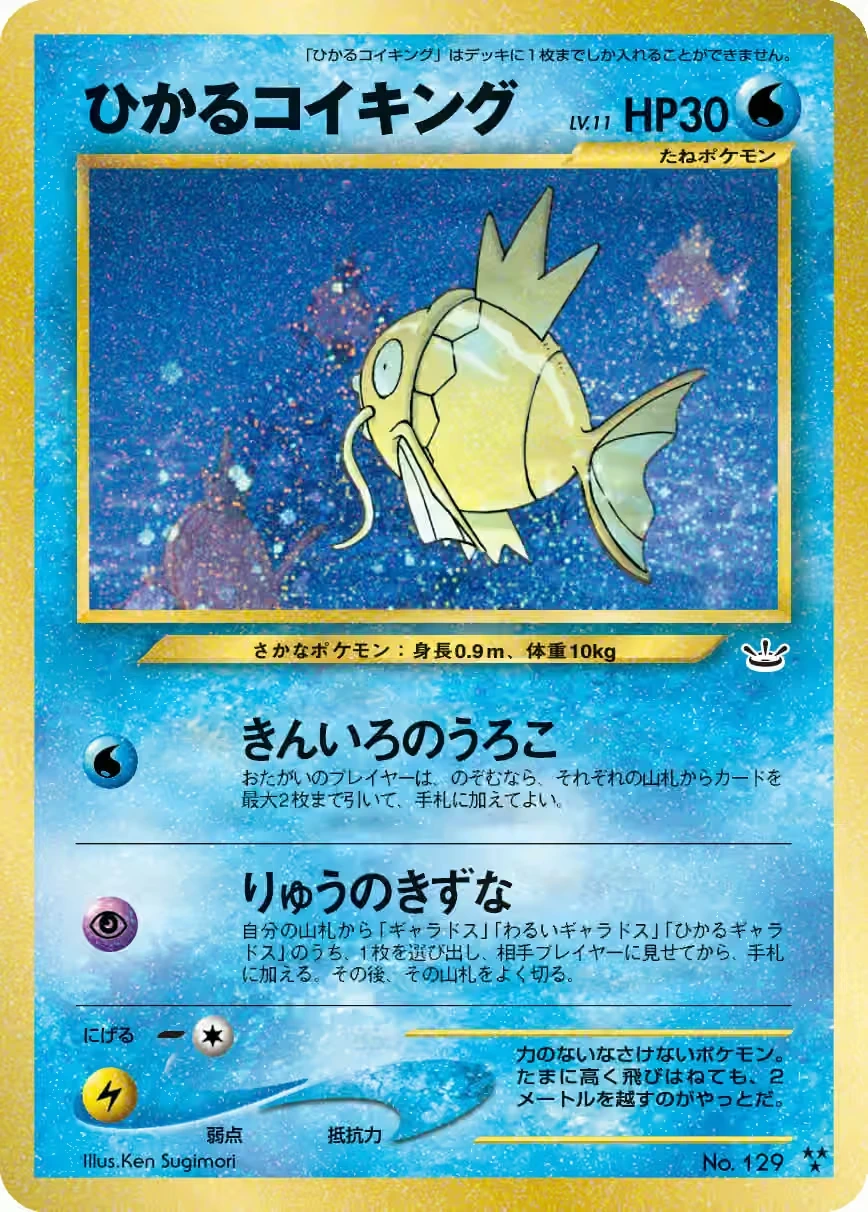 「ひかるコイキング」はデッキに1枚までしか入れることができません。
ひかるコイキング LV.11 HP30
たねポケモン
さかなポケモン：身長0.9m、体重10kg
きんいろのうろこ
おたがいのプレイヤーは、のぞむなら、それぞれの山札からカードを
最大2枚まで引いて、手札に加えてよい。
りゅうのきずな
自分の山札から「ギャラドス」「わるいギャラドス」「ひかるギャラ
ドス」のうち、1枚を選び出し、相手プレイヤーに見せてから、手札
に加える。その後、その山札をよく切る。
にげる
力のないなさけないポケモン。
たまに高く飛びはねても、2
メートルを越すのがやっとだ。
弱点 抵抗力
Illus.Ken Sugimori No. 129